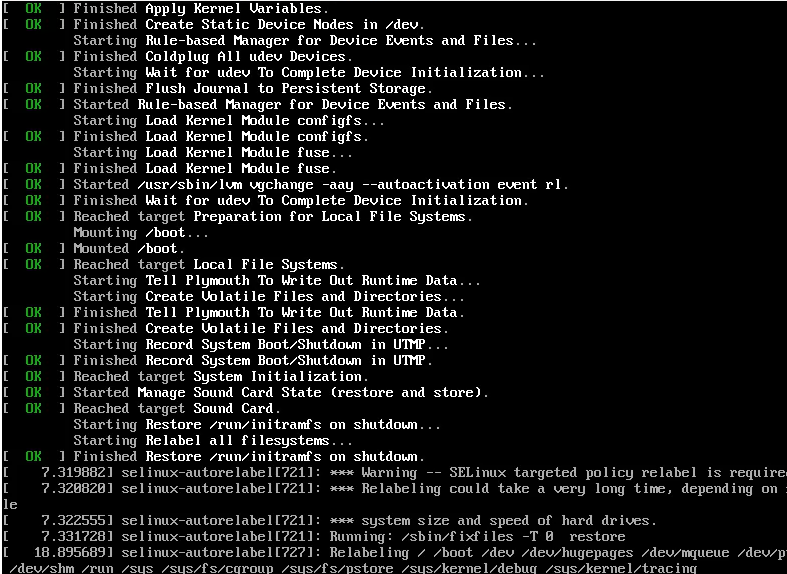 [  OK  ] Finished Apply Kernel Variables.
[  OK  ] Finished Create Static Device Nodes in /dev.
Starting Rule-based Manager for Device Events and Files...
[  OK  ] Finished Coldplug All udev Devices.
Starting Wait for udev To Complete Device Initialization...
[  OK  ] Finished Flush Journal to Persistent Storage.
[  OK  ] Started Rule-based Manager for Device Events and Files.
Starting Load Kernel Module configfs...
[  OK  ] Finished Load Kernel Module configfs.
Starting Load Kernel Module fuse...
[  OK  ] Finished Load Kernel Module fuse.
[  OK  ] Started /usr/sbin/lvm vgchange -aay --autoactivation event rl.
[  OK  ] Finished Wait for udev To Complete Device Initialization.
[  OK  ] Reached target Preparation for Local File Systems.
Mounting /boot...
[  OK  ] Mounted /boot.
[  OK  ] Reached target Local File Systems.
Starting Tell Plymouth To Write Out Runtime Data...
Starting Create Volatile Files and Directories...
[  OK  ] Finished Tell Plymouth To Write Out Runtime Data.
[  OK  ] Finished Create Volatile Files and Directories.
Starting Record System Boot/Shutdown in UTMP...
[  OK  ] Finished Record System Boot/Shutdown in UTMP.
[  OK  ] Reached target System Initialization.
[  OK  ] Started Manage Sound Card State (restore and store).
[  OK  ] Reached target Sound Card.
Starting Restore /run/initramfs on shutdown...
Starting Relabel all filesystems...
[  OK  ] Finished Restore /run/initramfs on shutdown.
[    7.319882] selinux-autorelabel[721]: *** Warning -- SELinux targeted policy relabel is require
[    7.320820] selinux-autorelabel[721]: *** Relabeling could take a very long time, depending on
le
[    7.322555] selinux-autorelabel[721]: *** system size and speed of hard drives.
[    7.331728] selinux-autorelabel[721]: Running: /sbin/fixfiles -T 0  restore
[   18.895689] selinux-autorelabel[727]: Relabeling / /boot /dev /dev/hugepages /dev/mqueue /dev/p
/dev/shm /run /sys /sys/fs/cgroup /sys/fs/pstore /sys/kernel/debug /sys/kernel/tracing